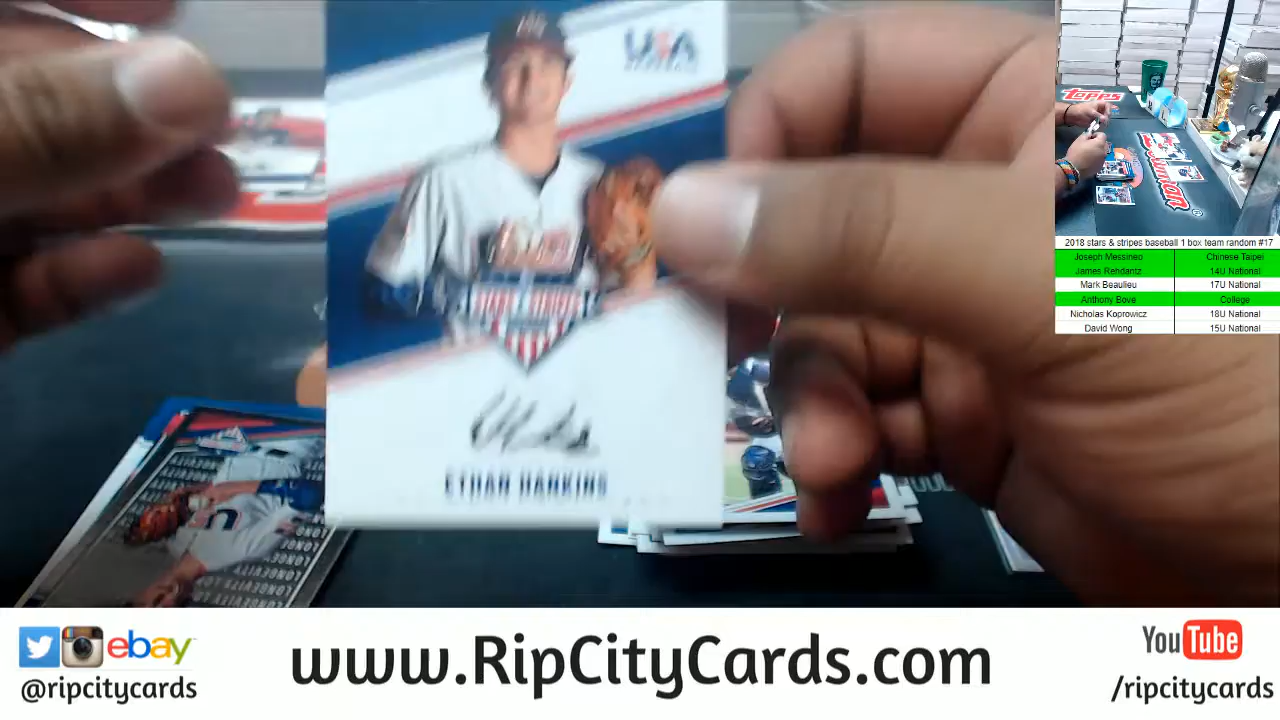 USA
ETHAN HANKINS
LONGEVITY
Topps
Bowman
2018 stars & stripes baseball 1 box team random #17
Joseph Messineo Chinese Taipei
James Rehdantz 14U National
Mark Beaulieu 17U National
Anthony Bove College
Nicholas Koprowicz 18U National
David Wong 15U National
ebay
@ripcitycards
www.RipCityCards.com
YouTube
/ripcitycards